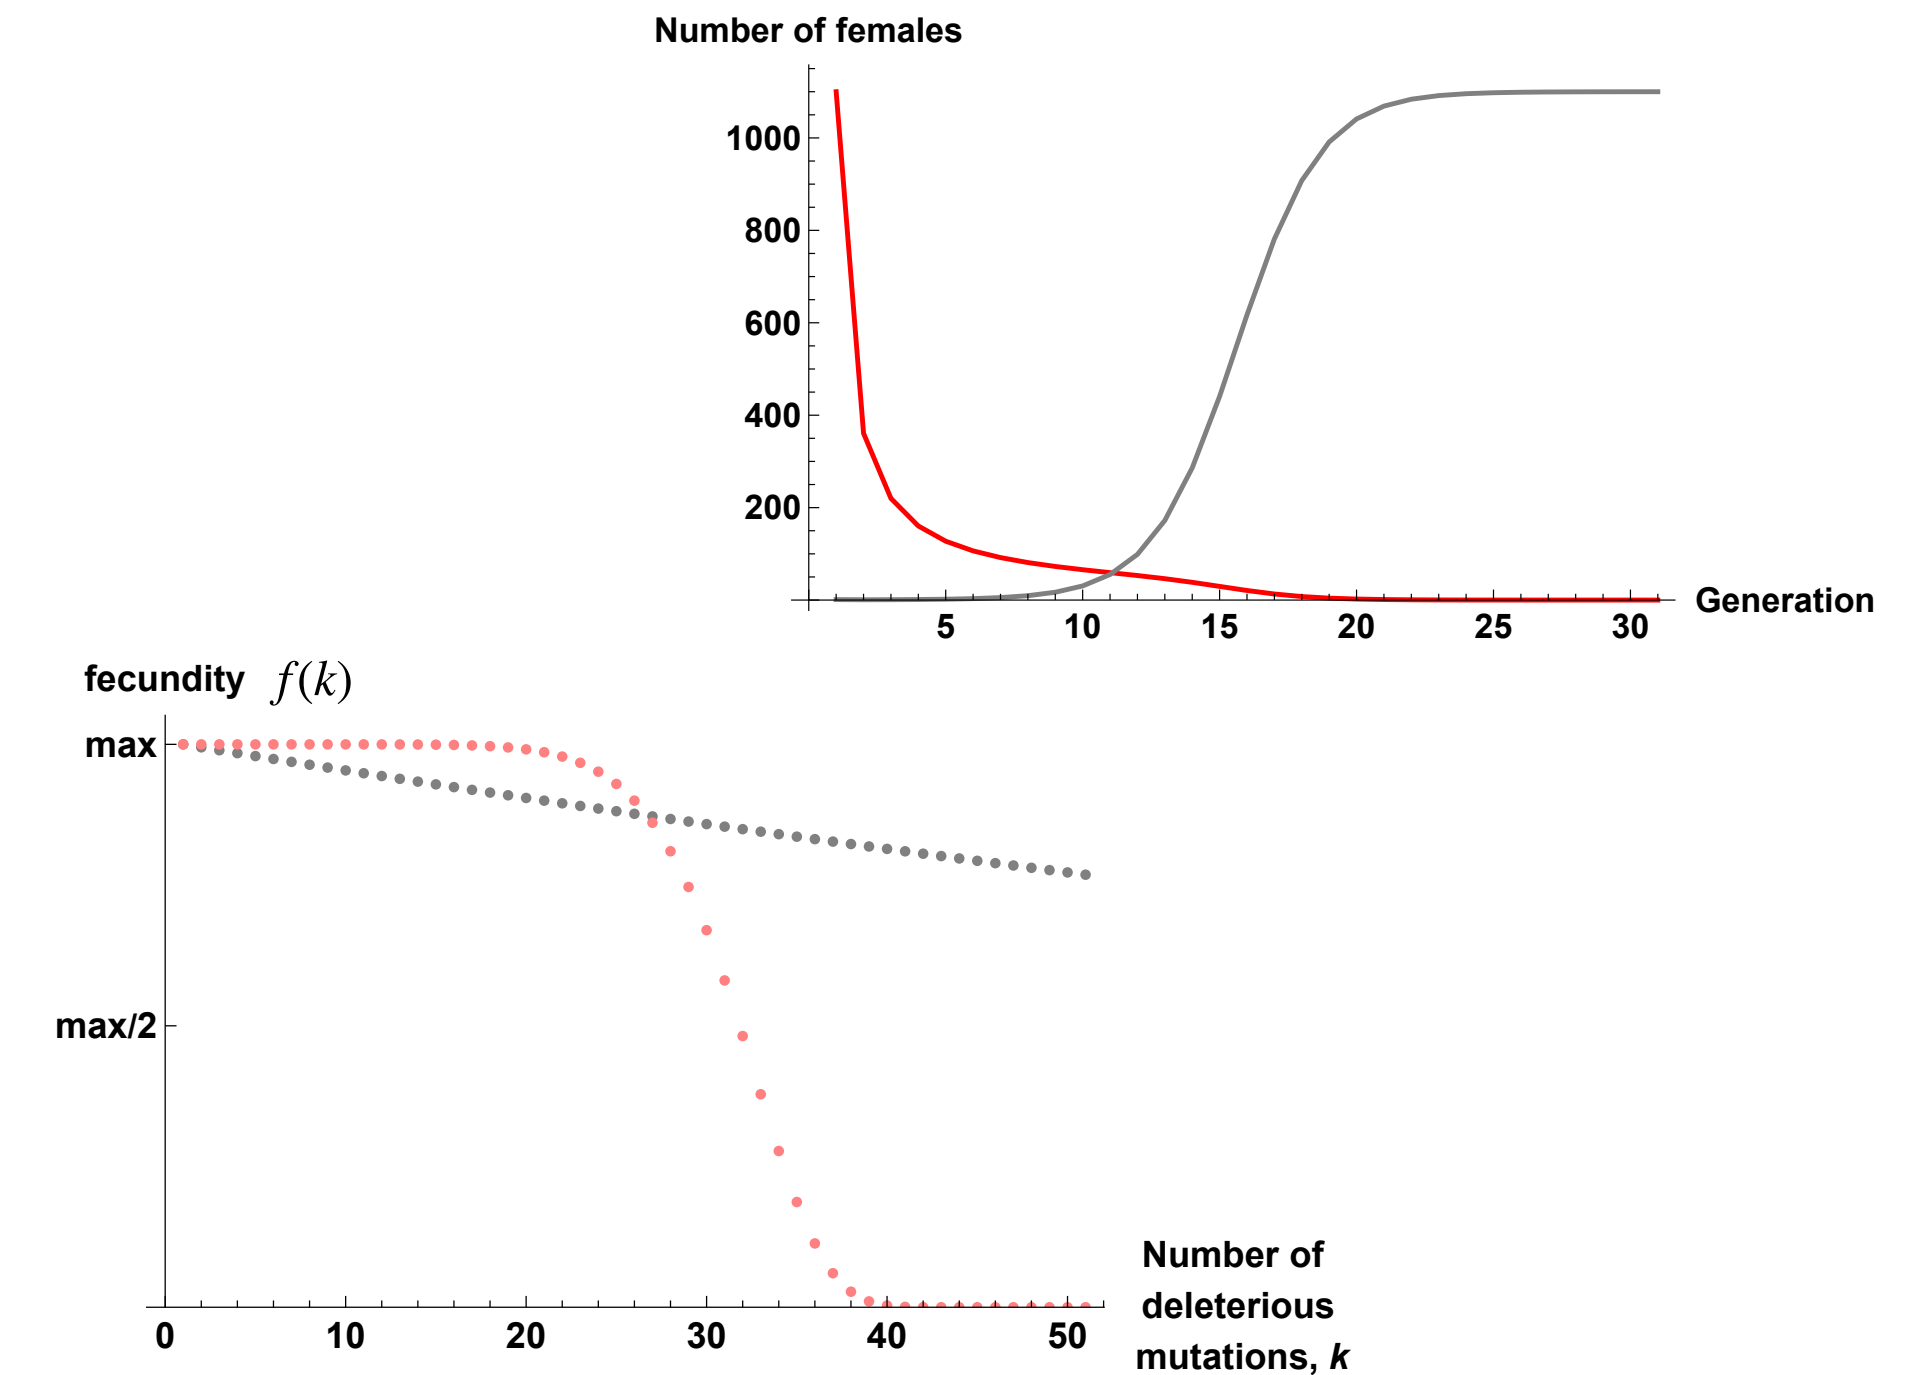 Number of females
1000
800
600
400
200
5 10 15 20 25 30
Generation
fecundity f(k)
max
max/2
0 10 20 30 40 50
Number of
deleterious
mutations, k